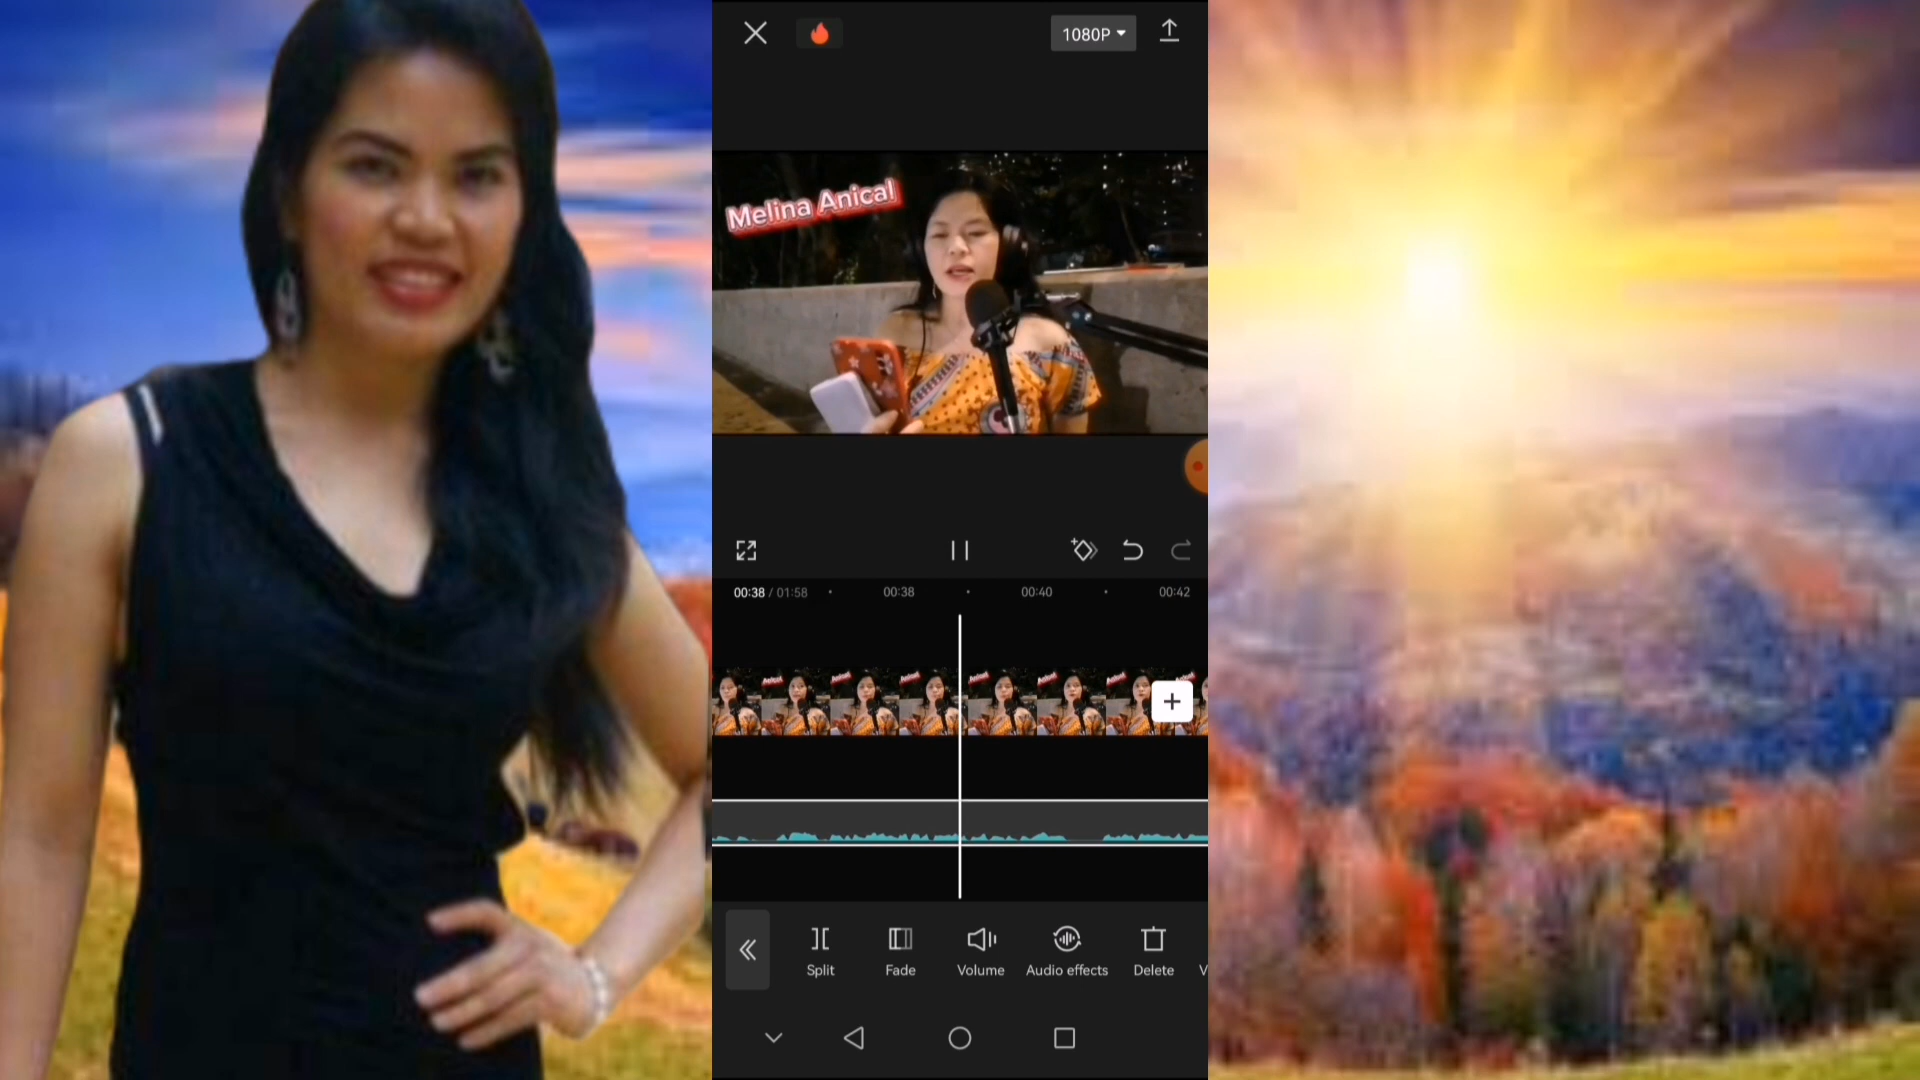 1080P
Melina Anical
00:38 / 01:58
00:38
00:40
00:42
Split
Fade
Volume
Audio effects
Delete
V